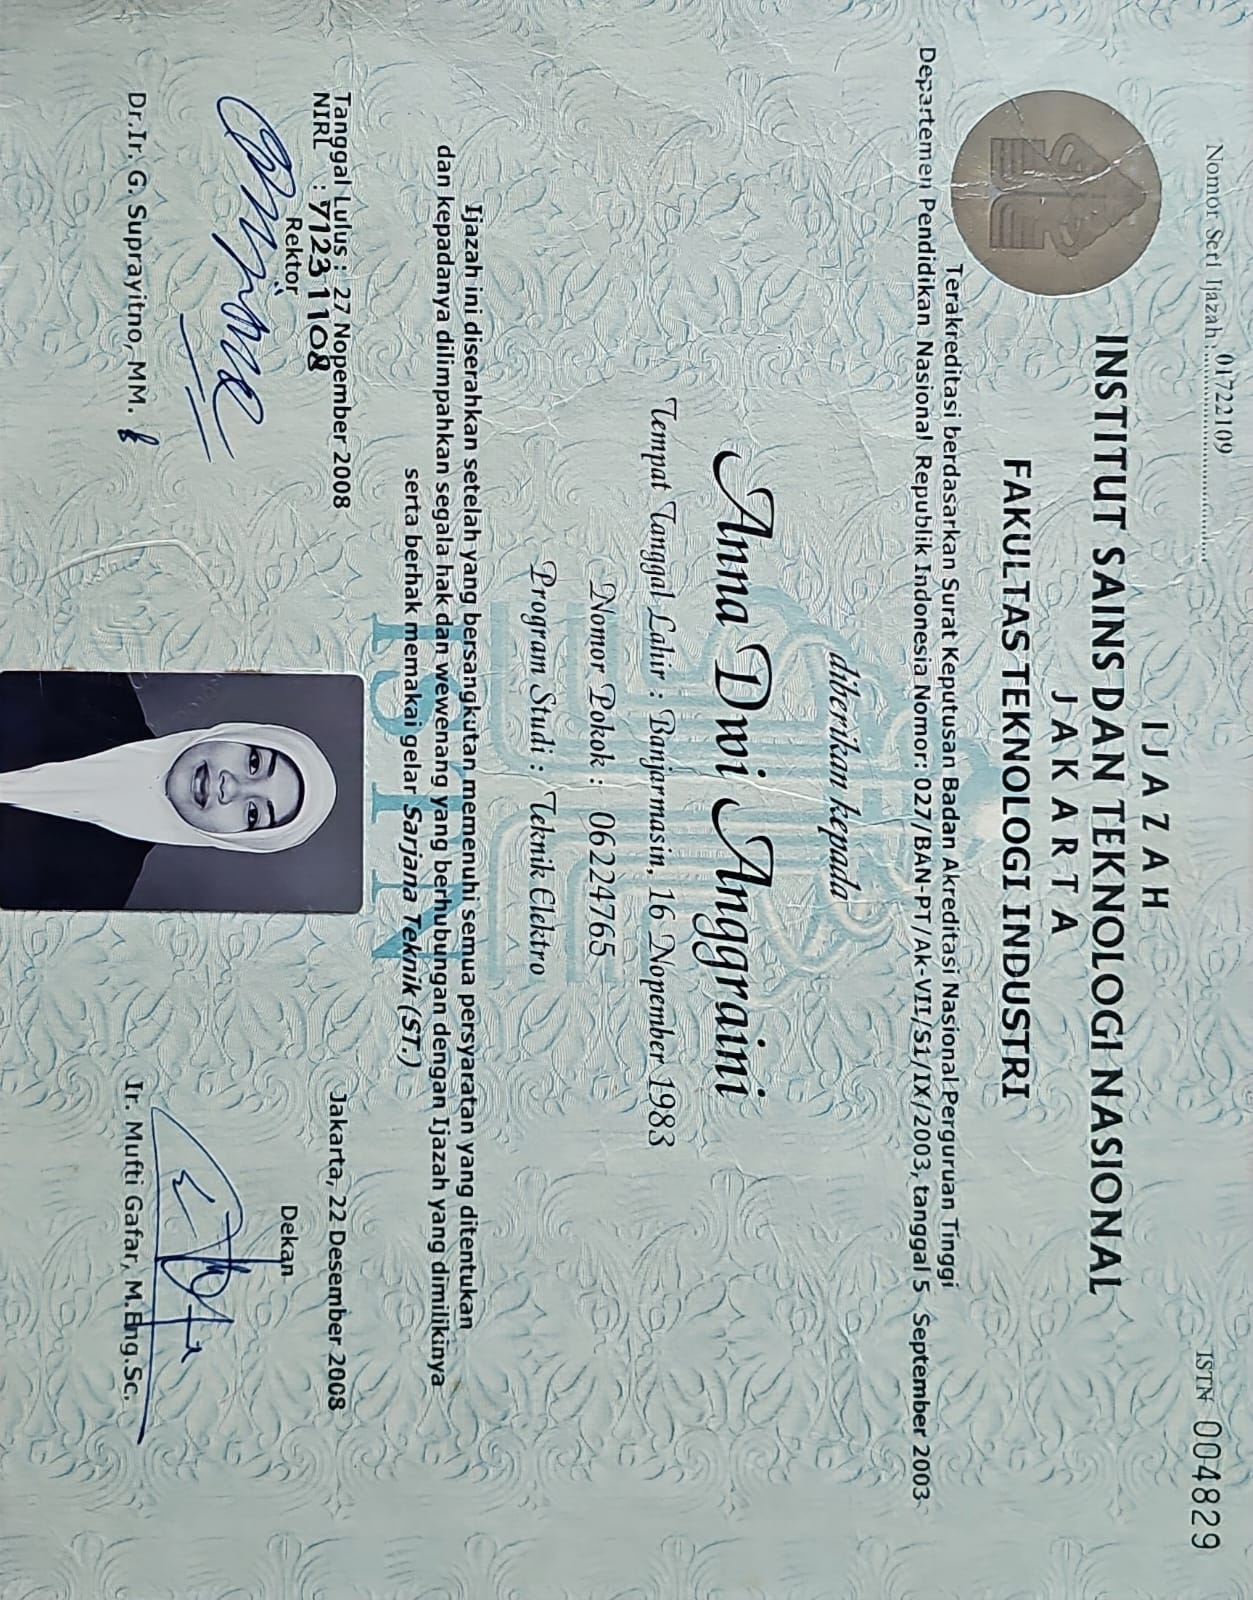 Nomor Seri Ijazah : 01722109
ISTN 004829
IJAZAH
INSTITUT SAINS DAN TEKNOLOGI NASIONAL
JAKARTA
FAKULTAS TEKNOLOGI INDUSTRI
Terakreditasi berdasarkan Surat Keputusan Badan Akreditasi Nasional Perguruan Tinggi
Departemen Pendidikan Nasional Republik Indonesia Nomor: 027/BAN-PT/Ak-VII/S1/IX/2003, tanggal 5 September 2003
diberikan kepada
Anna Dwi Anggraini
Tempat Tanggal Lahir : Banjarmasin, 16 Nopember 1983
Nomor Pokok : 06224765
Program Studi : Teknik Elektro
Ijazah ini diserahkan setelah yang bersangkutan memenuhi semua persyaratan yang ditentukan
dan kepadanya dilimpahkan segala hak dan wewenang yang berhubungan dengan Ijazah yang dimilikinya
serta berhak memakai gelar Sarjana Teknik (ST.)
ISTN
Tanggal Lulus : 27 Nopember 2008
NIRL : 71231108
Rektor
Dr.Ir. G. Suprayitno, MM.
Jakarta, 22 Desember 2008
Dekan
Ir. Mufti Gafar, M.Eng.Sc.